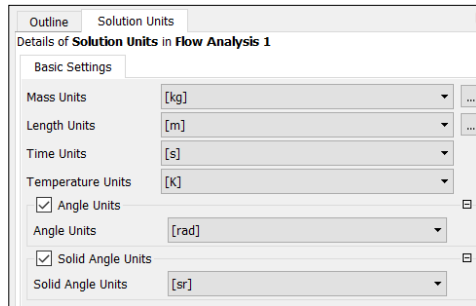 Outline Solution Units
Details of Solution Units in Flow Analysis 1
Basic Settings
Mass Units [kg] ...
Length Units [m] ...
Time Units [s]
Temperature Units [K]
Angle Units
Angle Units [rad]
Solid Angle Units
Solid Angle Units [sr]